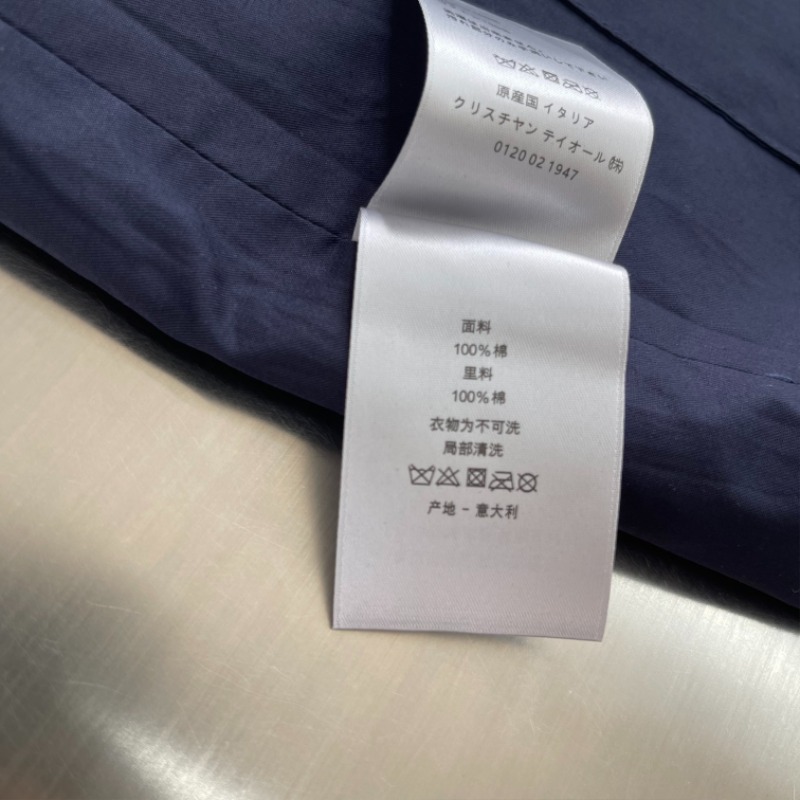 原産国 イタリア
クリスチャン ディオール ㈱
0120 02 1947
面料
100%棉
里料
100%棉
衣物为不可洗
局部清洗
产地 - 意大利